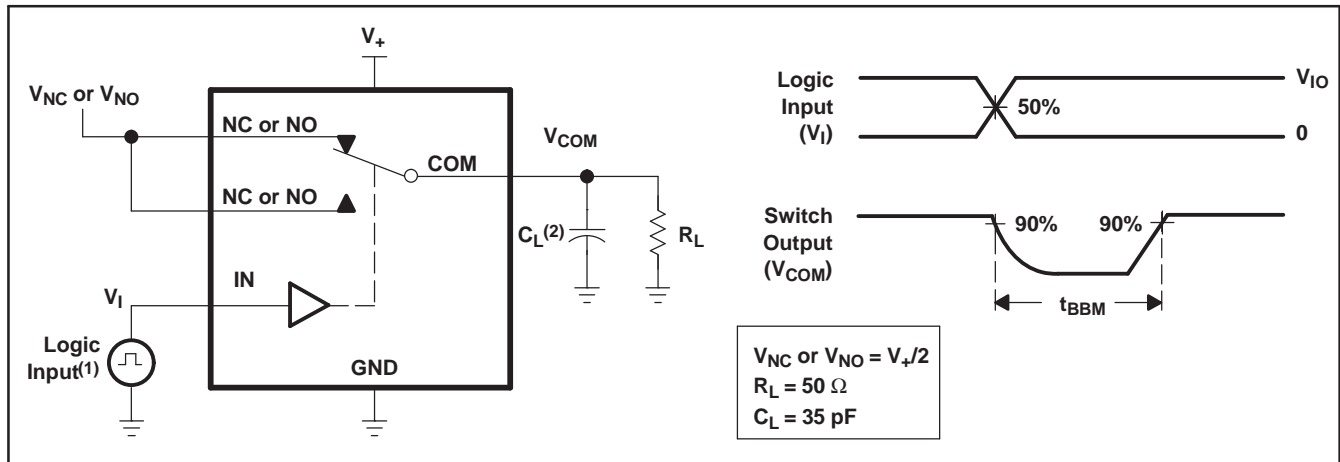 V+
VNC or VNO
NC or NO
VCOM
COM
NC or NO
CL(2)
RL
IN
VI
Logic
Input(1)
GND
Logic
Input
(VI)
VIO
50%
0
Switch
Output
(VCOM)
90%
90%
tBBM
VNC or VNO = V+/2
RL = 50 Ω
CL = 35 pF